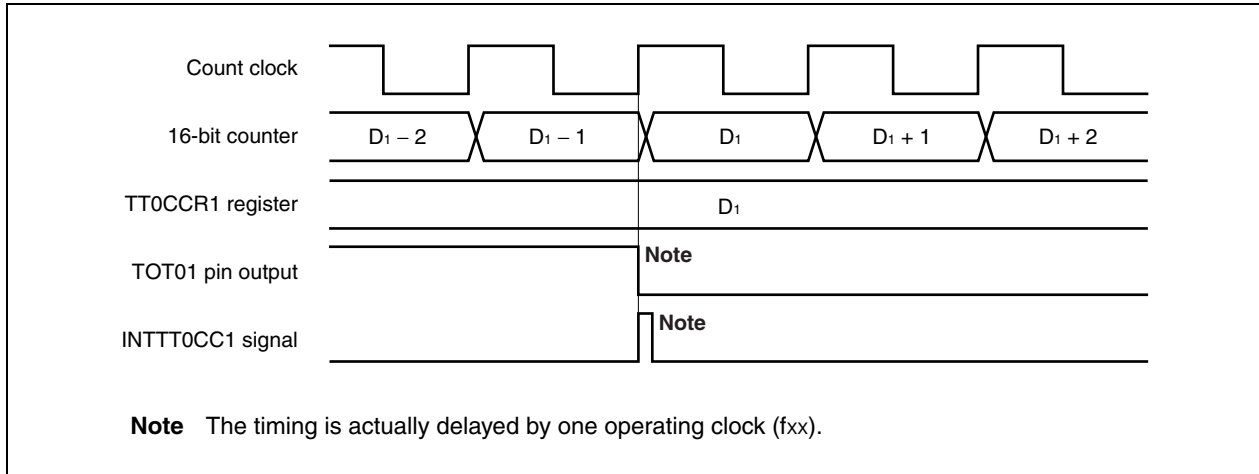 Count clock
16-bit counter D1 − 2 D1 − 1 D1 D1 + 1 D1 + 2
TT0CCR1 register D1
TOT01 pin output Note
INTTT0CC1 signal Note
Note The timing is actually delayed by one operating clock (fxx).